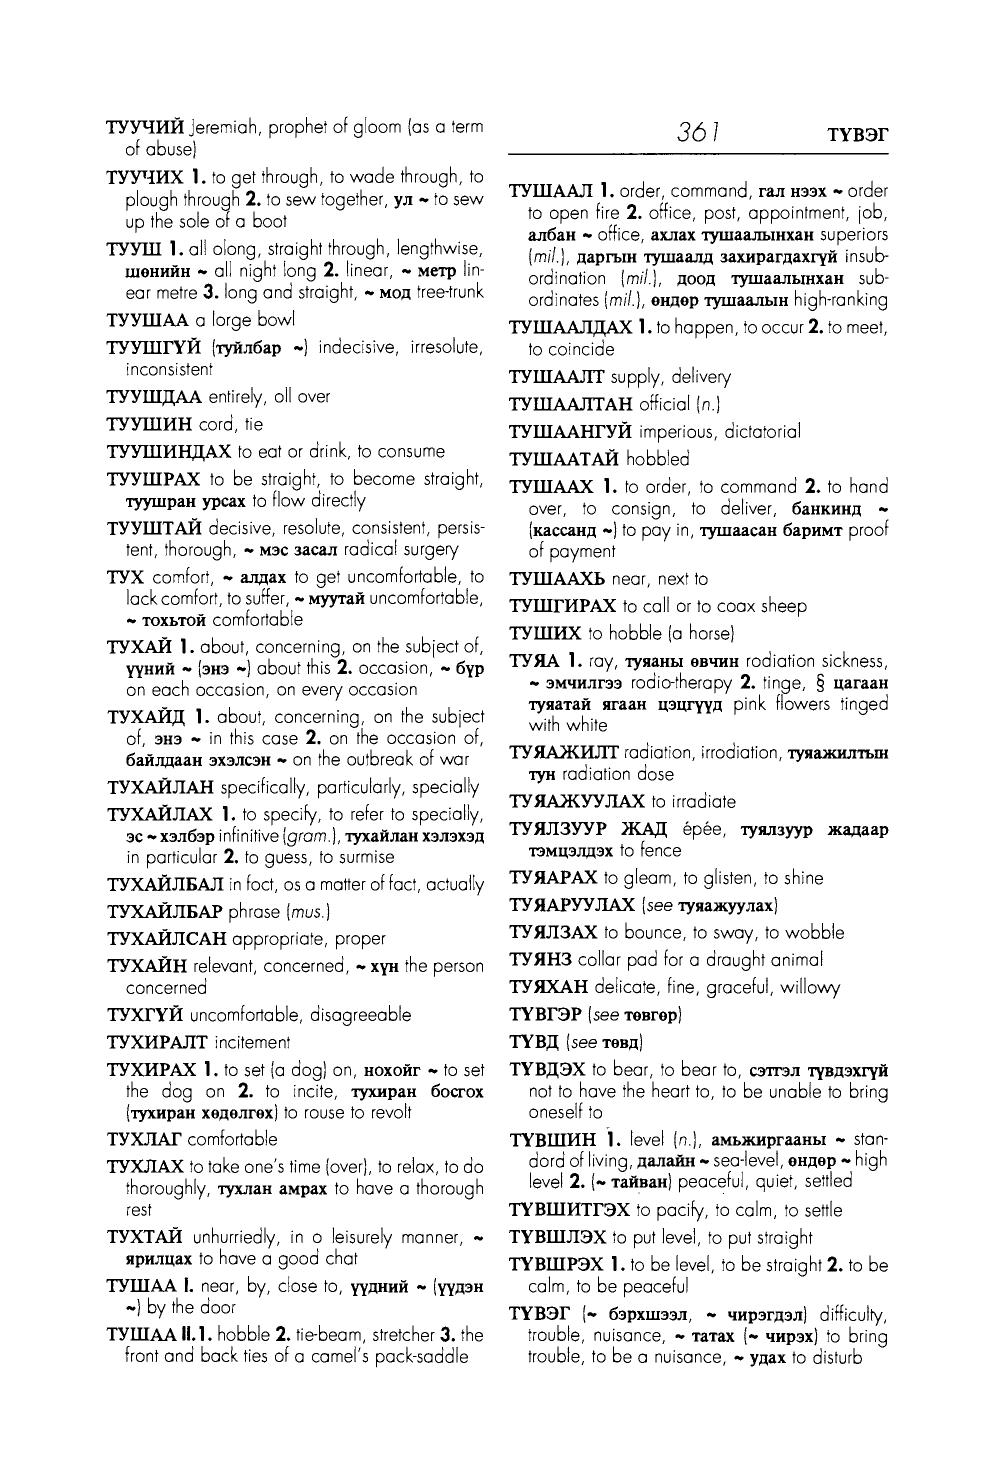 ТУУЧИЙ Jeremiah, prophet of gloom (as a term
of abuse)
ТУУЧИХ 1. to get through, to wade through, to
plough through 2. to sew together, ул ~ to sew
up the sole of a boot
ТУУШ 1. all along, straight through, lengthwise,
шөнийн ~ all night long 2. linear, ~ метр lin-
ear metre 3. long and straight, ~ мод tree-trunk
ТУУШАА a large bowl
ТУУШГҮЙ (туйлбар ~) indecisive, irresolute,
inconsistent
ТУУШДАА entirely, all over
ТУУШИН cord, tie
ТУУШИНДАХ to eat or drink, to consume
ТУУШРАХ to be straight, to become straight,
туушран урсах to flow directly
ТУУШТАЙ decisive, resolute, consistent, persis-
tent, thorough, ~ мэс засал radical surgery
ТУХ comfort, ~ алдах to get uncomfortable, to
lack comfort, to suffer, ~ муутай uncomfortable,
~ тохьтой comfortable
ТУХАЙ 1. about, concerning, on the subject of,
үүний ~ (энэ ~) about this 2. occasion, ~ бүр
on each occasion, on every occasion
ТУХАЙД 1. about, concerning, on the subject
of, энэ ~ in this case 2. on the occasion of,
байлдаан эхэлсэн ~ on the outbreak of war
ТУХАЙЛАН specifically, particularly, specially
ТУХАЙЛАХ 1. to specify, to refer to specially,
эс ~ хэлбэр infinitive (gram.), тухайлан хэлэхэд
in particular 2. to guess, to surmise
ТУХАЙЛБАЛ in fact, as a matter of fact, actually
ТУХАЙЛБАР phrase (mus.)
ТУХАЙЛСАН appropriate, proper
ТУХАЙН relevant, concerned, ~ хүн the person
concerned
ТУХГҮЙ uncomfortable, disagreeable
ТУХИРАЛТ incitement
ТУХИРАХ 1. to set (a dog) on, нохойг ~ to set
the dog on 2. to incite, тухиран босгох
(тухиран хөдөлгөх) to rouse to revolt
ТУХЛАГ comfortable
ТУХЛАХ to take one's time (over), to relax, to do
thoroughly, тухлан амрах to have a thorough
rest
ТУХТАЙ unhurriedly, in a leisurely manner, ~
ярилцах to have a good chat
ТУШАА I. near, by, close to, үүдний ~ (үүдэн
~) by the door
ТУШАА II.1. hobble 2. tie-beam, stretcher 3. the
front and back ties of a camel's pack-saddle
361 ТҮВЭГ
ТУШААЛ 1. order, command, гал нээх ~ order
to open fire 2. office, post, appointment, job,
албан ~ office, ахлах тушаалынхан superiors
(mil.), даргын тушаалд захирагдахгүй insub-
ordination (mil.), доод тушаалынхан sub-
ordinates (mil.), өндөр тушаалын high-ranking
ТУШААЛДАХ 1. to happen, to occur 2. to meet,
to coincide
ТУШААЛТ supply, delivery
ТУШААЛТАН official (n.)
ТУШААНГУЙ imperious, dictatorial
ТУШААТАЙ hobbled
ТУШААХ 1. to order, to command 2. to hand
over, to consign, to deliver, банкинд ~
(кассанд ~) to pay in, тушаасан баримт proof
of payment
ТУШААХЬ near, next to
ТУШГИРАХ to call or to coax sheep
ТУШИХ to hobble (a horse)
ТУЯА 1. ray, туяаны өвчин radiation sickness,
~ эмчилгээ radio-therapy 2. tinge, § цагаан
туяатай ягаан цэцгүүд pink flowers tinged
with white
ТУЯАЖИЛТ radiation, irradiation, туяажилтын
тун radiation dose
ТУЯАЖУУЛАХ to irradiate
ТУЯЛЗУУР ЖАД épée, туялзуур жадаар
тэмцэлдэх to fence
ТУЯАРАХ to gleam, to glisten, to shine
ТУЯАРУУЛАХ (see туяажуулах)
ТУЯЛЗАХ to bounce, to sway, to wobble
ТУЯНЗ collar pad for a draught animal
ТУЯХАН delicate, fine, graceful, willowy
ТҮВГЭР (see төвгөр)
ТҮВД (see төвд)
ТҮВДЭХ to bear, to bear to, сэтгэл түвдэхгүй
not to have the heart to, to be unable to bring
oneself to
ТҮВШИН 1. level (n.), амьжиргааны ~ stan-
dard of living, далайн ~ sea-level, өндөр ~ high
level 2. (~ тайван) peaceful, quiet, settled
ТҮВШИТГЭХ to pacify, to calm, to settle
ТҮВШЛЭХ to put level, to put straight
ТҮВШРЭХ 1. to be level, to be straight 2. to be
calm, to be peaceful
ТҮВЭГ (~ бэрхшээл, ~ чирэгдэл) difficulty,
trouble, nuisance, ~ татах (~ чирэх) to bring
trouble, to be a nuisance, ~ удах to disturb